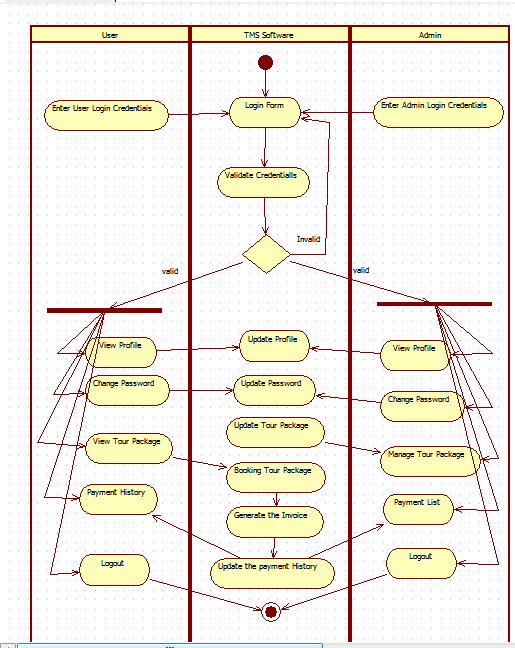 User
TMS Software
Admin
Enter User Login Credentiais
Login Form
Enter Admin Login Credentials
Validate Credentialls
Invalid
valid
valid
View Profile
Update Profile
View Profile
Change Password
Update Password
Change Password
Update Tour Package
View Tour Package
Manage Tour Package
Booking Tour Package
Payment History
Payment List
Generate the Invoice
Logout
Update the payment History
Logout